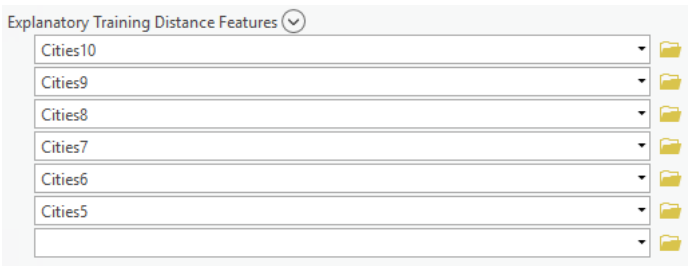 Explanatory Training Distance Features
Cities10
Cities9
Cities8
Cities7
Cities6
Cities5